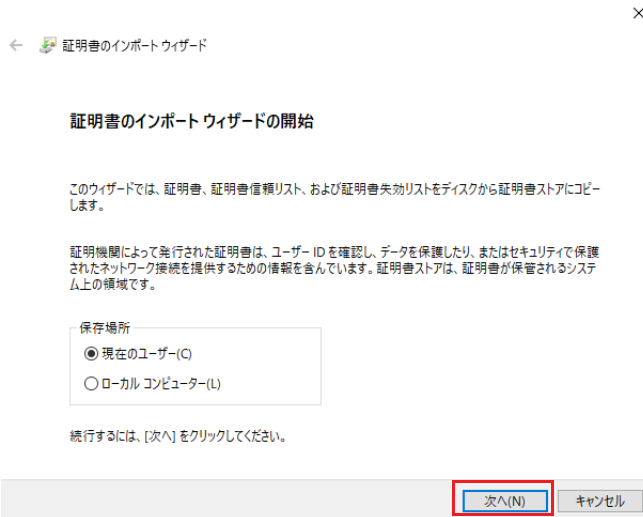 証明書のインポート ウィザード
証明書のインポート ウィザードの開始
このウィザードでは、証明書、証明書信頼リスト、および証明書失効リストをディスクから証明書ストアにコピー
します。
証明機関によって発行された証明書は、ユーザー ID を確認し、データを保護したり、またはセキュリティで保護
されたネットワーク接続を提供するための情報を含んでいます。証明書ストアは、証明書が保管されるシステ
ム上の領域です。
保存場所
現在のユーザー(C)
ローカル コンピューター(L)
続行するには、[次へ] をクリックしてください。
次へ(N)
キャンセル